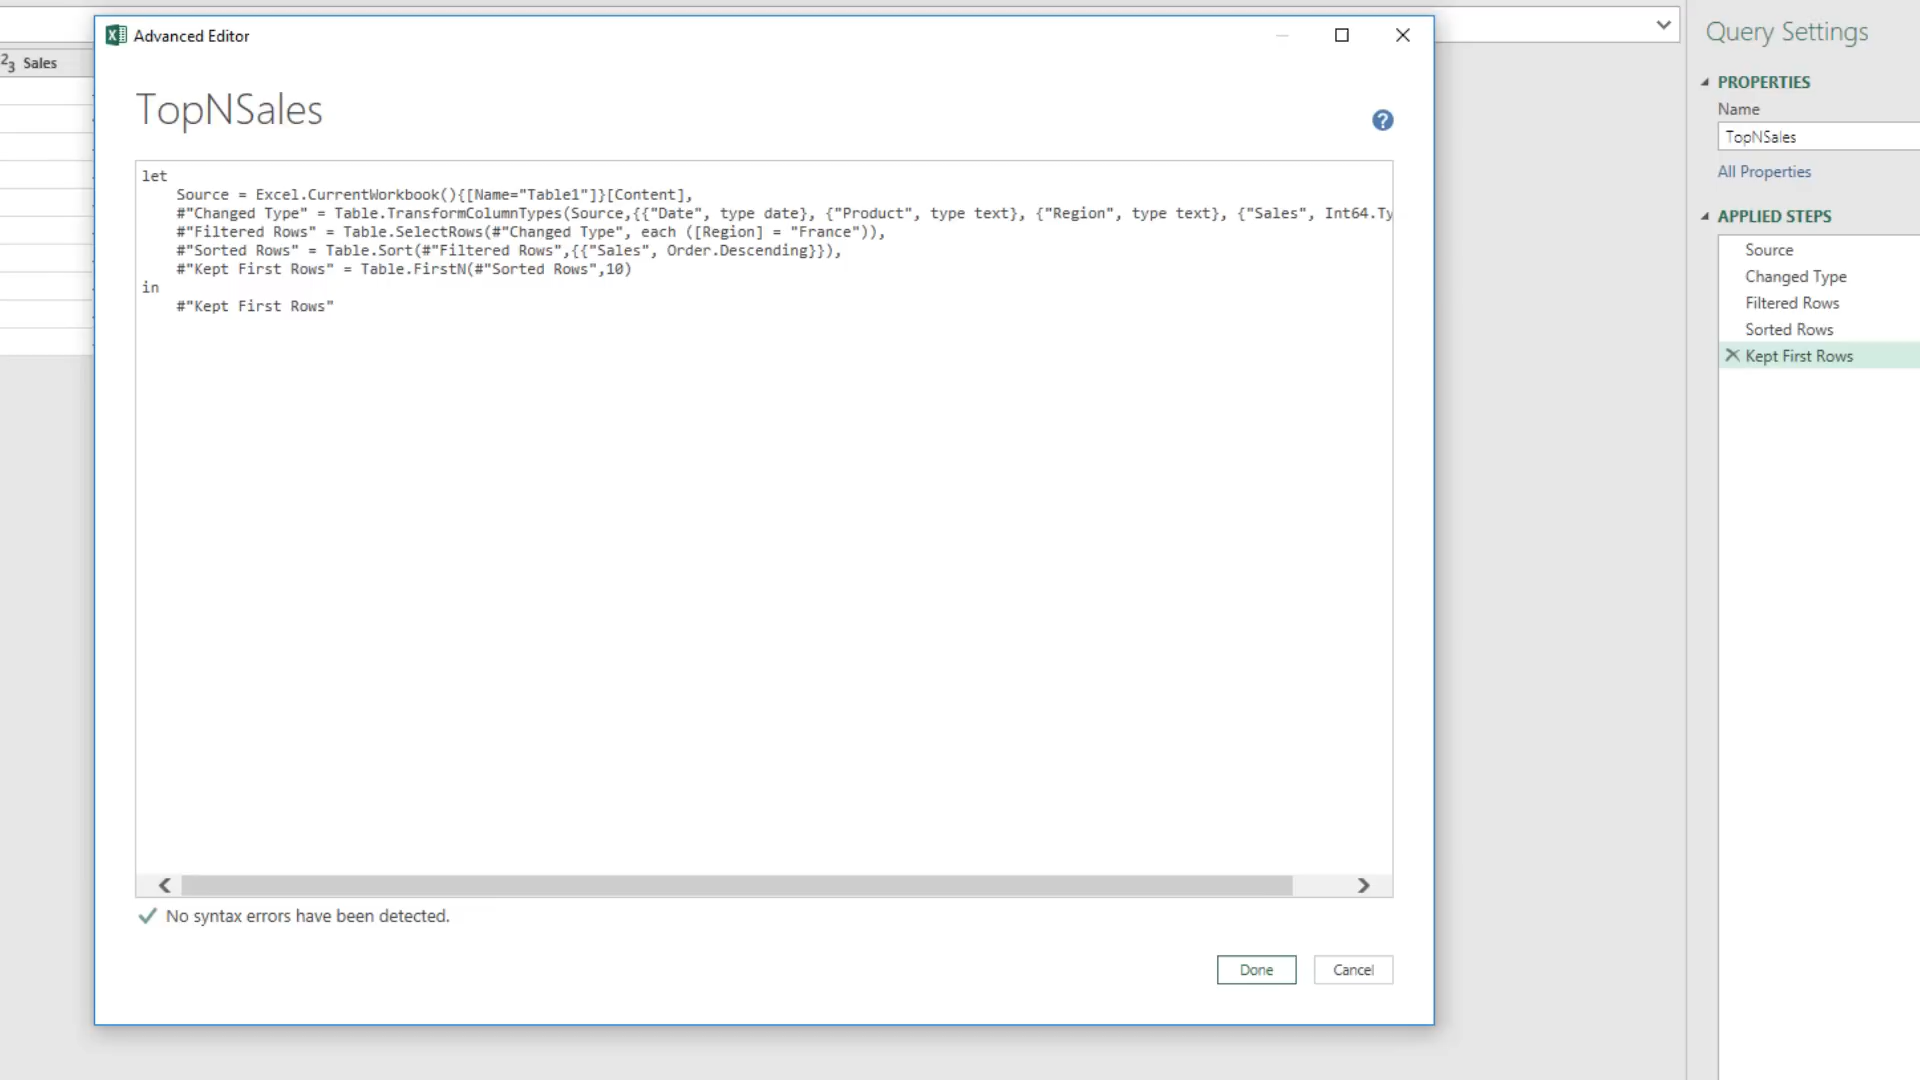 Sales
Advanced Editor
TopNSales
let
Source = Excel.CurrentWorkbook(){[Name="Table1"]}[Content],
#"Changed Type" = Table.TransformColumnTypes(Source,{{"Date", type date}, {"Product", type text}, {"Region", type text}, {"Sales", Int64.Ty
#"Filtered Rows" = Table.SelectRows(#"Changed Type", each ([Region] = "France")),
#"Sorted Rows" = Table.Sort(#"Filtered Rows",{{"Sales", Order.Descending}}),
#"Kept First Rows" = Table.FirstN(#"Sorted Rows",10)
in
#"Kept First Rows"
No syntax errors have been detected.
Done
Cancel
Query Settings
PROPERTIES
Name
TopNSales
All Properties
APPLIED STEPS
Source
Changed Type
Filtered Rows
Sorted Rows
Kept First Rows